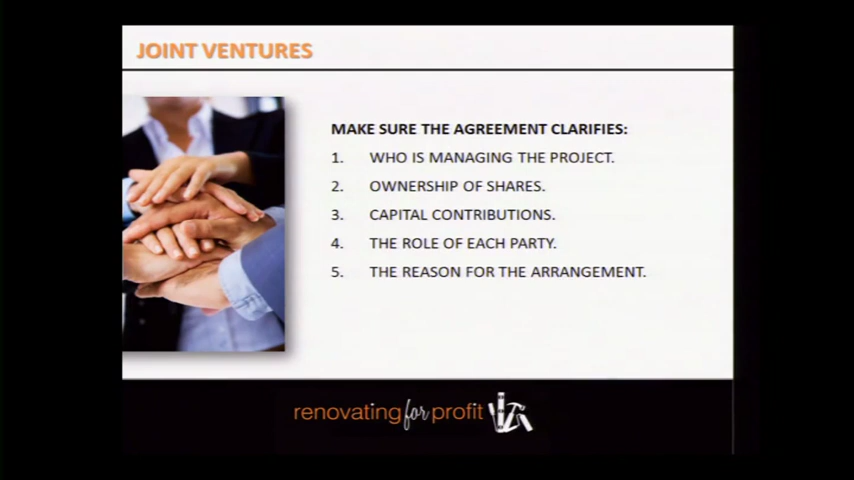 JOINT VENTURES
MAKE SURE THE AGREEMENT CLARIFIES:
1. WHO IS MANAGING THE PROJECT.
2. OWNERSHIP OF SHARES.
3. CAPITAL CONTRIBUTIONS.
4. THE ROLE OF EACH PARTY.
5. THE REASON FOR THE ARRANGEMENT.
renovating for profit